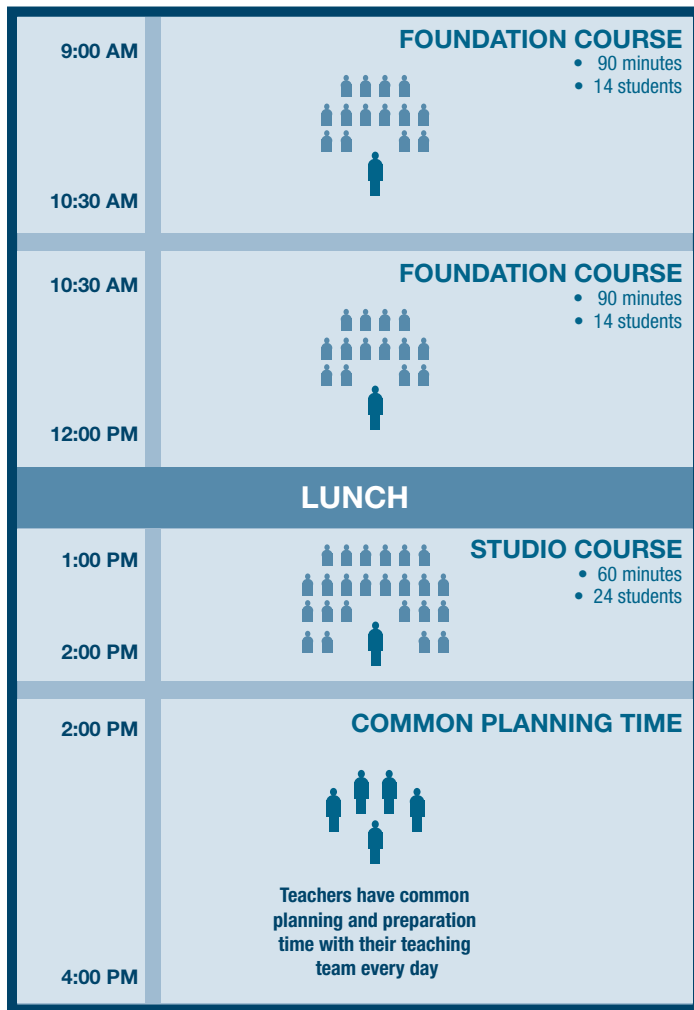 9:00 AM
FOUNDATION COURSE
• 90 minutes
• 14 students
10:30 AM
10:30 AM
FOUNDATION COURSE
• 90 minutes
• 14 students
12:00 PM
LUNCH
1:00 PM
STUDIO COURSE
• 60 minutes
• 24 students
2:00 PM
2:00 PM
COMMON PLANNING TIME
Teachers have common
planning and preparation
time with their teaching
team every day
4:00 PM